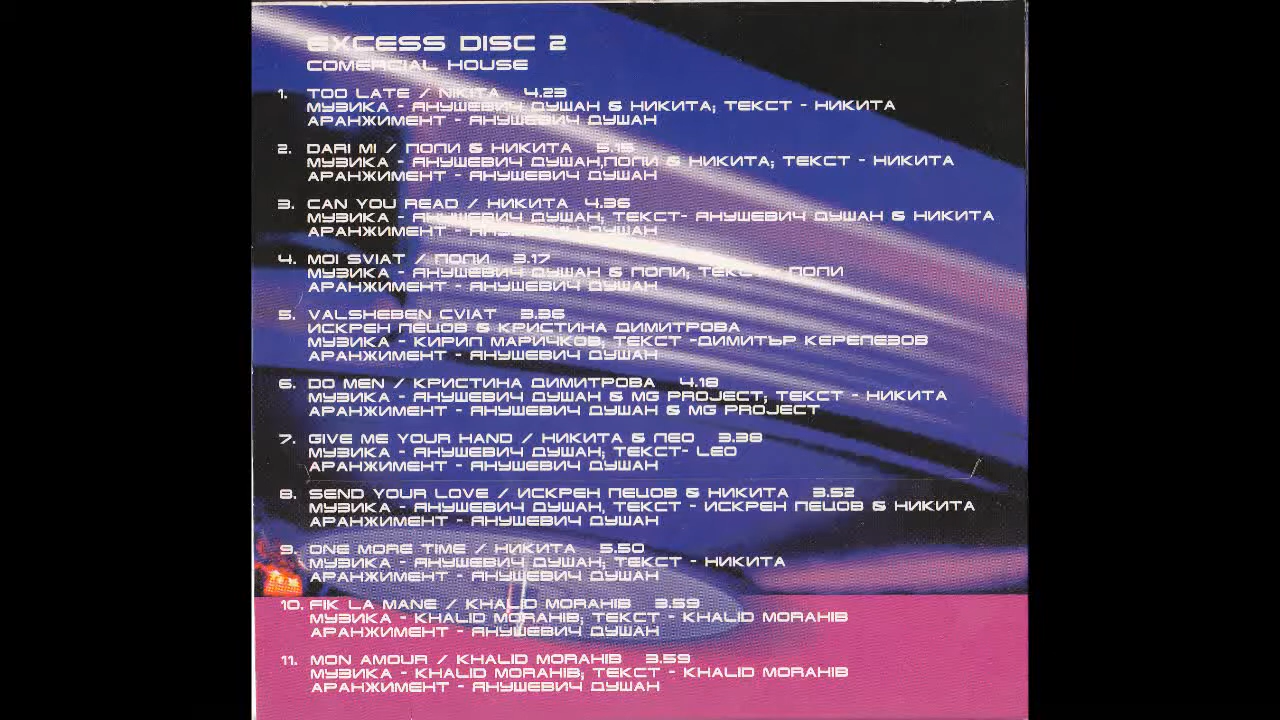 EXCESS DISC 2
COMERCIAL HOUSE
1. TOO LATE / NIKITA 4.23
МУЗИКА - ЯНУШЕВИЧ ДУШАН & НИКИТА; ТЕКСТ - НИКИТА
АРАНЖИМЕНТ - ЯНУШЕВИЧ ДУШАН
2. DARI MI / ПОЛИ & НИКИТА 5.15
МУЗИКА - ЯНУШЕВИЧ ДУШАН,ПОЛИ & НИКИТА; ТЕКСТ - НИКИТА
АРАНЖИМЕНТ - ЯНУШЕВИЧ ДУШАН
3. CAN YOU READ / НИКИТА 4.36
МУЗИКА - ЯНУШЕВИЧ ДУШАН; ТЕКСТ- ЯНУШЕВИЧ ДУШАН & НИКИТА
АРАНЖИМЕНТ - ЯНУШЕВИЧ ДУШАН
4. MOI SVIAT / ПОЛИ 3.17
МУЗИКА - ЯНУШЕВИЧ ДУШАН & ПОЛИ; ТЕКСТ - ПОЛИ
АРАНЖИМЕНТ - ЯНУШЕВИЧ ДУШАН
5. VALSHEBEN CVIAT 3.36
ИСКРЕН ПЕЦОВ & КРИСТИНА ДИМИТРОВА
МУЗИКА - КИРИЛ МАРИЧКОВ; ТЕКСТ -ДИМИТЪР КЕРЕЛЕЗОВ
АРАНЖИМЕНТ - ЯНУШЕВИЧ ДУШАН
6. DO MEN / КРИСТИНА ДИМИТРОВА 4.18
МУЗИКА - ЯНУШЕВИЧ ДУШАН & MG PROJECT; ТЕКСТ - НИКИТА
АРАНЖИМЕНТ - ЯНУШЕВИЧ ДУШАН & MG PROJECT
7. GIVE ME YOUR HAND / НИКИТА & ЛЕО 3.38
МУЗИКА - ЯНУШЕВИЧ ДУШАН; ТЕКСТ- LEO
АРАНЖИМЕНТ - ЯНУШЕВИЧ ДУШАН
8. SEND YOUR LOVE / ИСКРЕН ПЕЦОВ & НИКИТА 3.52
МУЗИКА - ЯНУШЕВИЧ ДУШАН, ТЕКСТ - ИСКРЕН ПЕЦОВ & НИКИТА
АРАНЖИМЕНТ - ЯНУШЕВИЧ ДУШАН
9. ONE MORE TIME / НИКИТА 5.50
МУЗИКА - ЯНУШЕВИЧ ДУШАН; ТЕКСТ - НИКИТА
АРАНЖИМЕНТ - ЯНУШЕВИЧ ДУШАН
10. FIK LA MANE / KHALID MORAHIB 3.59
МУЗИКА - KHALID MORAHIB; ТЕКСТ - KHALID MORAHIB
АРАНЖИМЕНТ - ЯНУШЕВИЧ ДУШАН
11. MON AMOUR / KHALID MORAHIB 3.59
МУЗИКА - KHALID MORAHIB; ТЕКСТ - KHALID MORAHIB
АРАНЖИМЕНТ - ЯНУШЕВИЧ ДУШАН